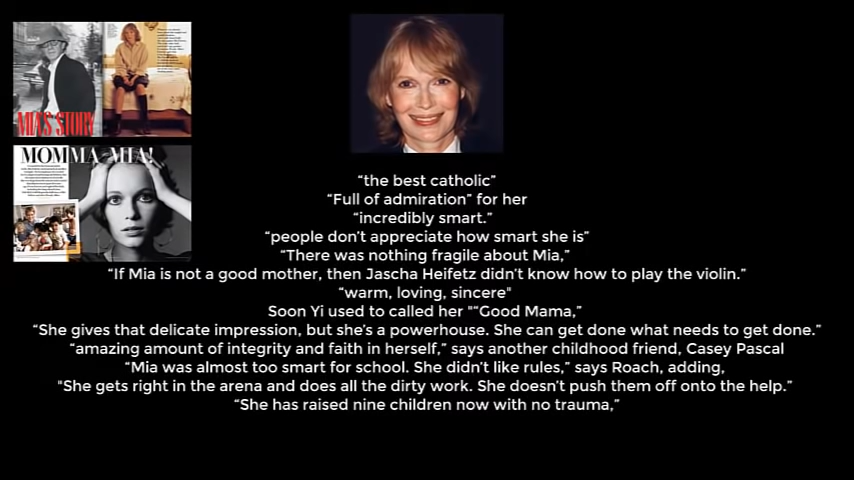 MIA'S STORY
MOMMA MIA!
“the best catholic”
“Full of admiration” for her
“incredibly smart.”
“people don’t appreciate how smart she is”
“There was nothing fragile about Mia,”
“If Mia is not a good mother, then Jascha Heifetz didn’t know how to play the violin.”
“warm, loving, sincere"
Soon Yi used to called her "“Good Mama,”
“She gives that delicate impression, but she’s a powerhouse. She can get done what needs to get done.”
“amazing amount of integrity and faith in herself,” says another childhood friend, Casey Pascal
“Mia was almost too smart for school. She didn’t like rules,” says Roach, adding,
"She gets right in the arena and does all the dirty work. She doesn’t push them off onto the help.”
“She has raised nine children now with no trauma,”